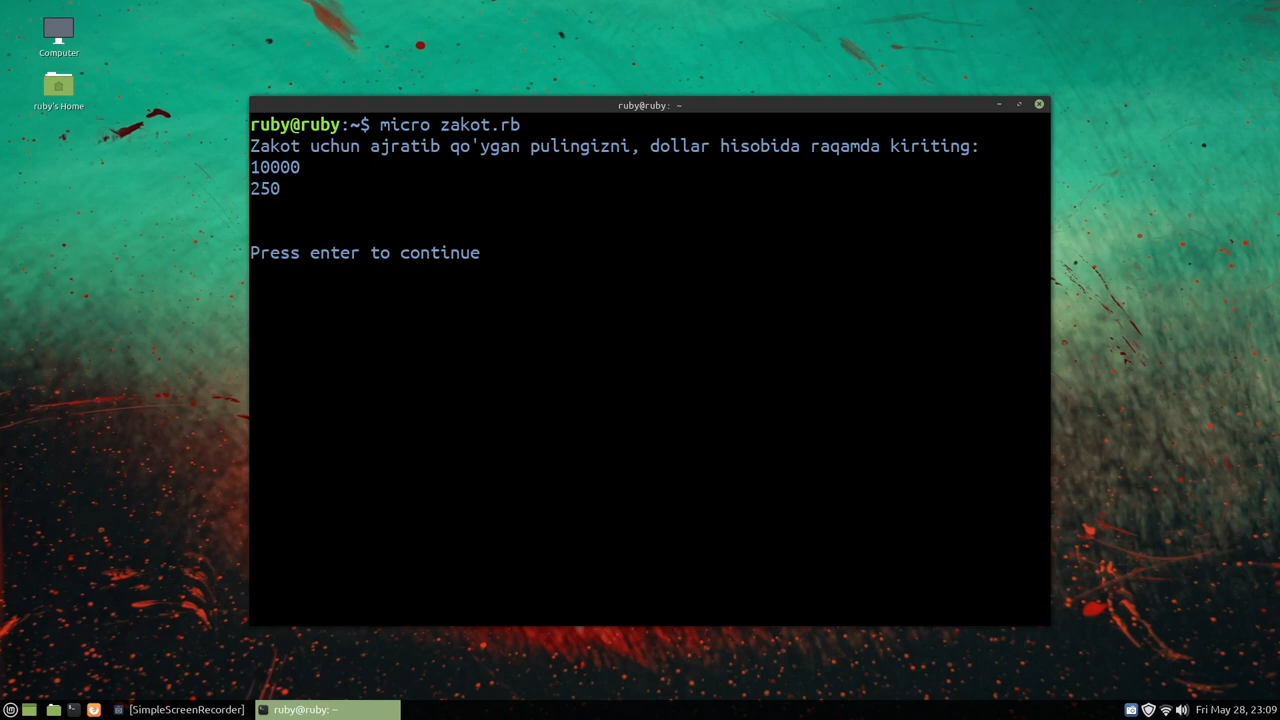 Computer
ruby's Home
ruby@ruby: ~
ruby@ruby:~$ micro zakot.rb
Zakot uchun ajratib qo'ygan pulingizni, dollar hisobida raqamda kiriting:
10000
250
Press enter to continue
[SimpleScreenRecorder]
ruby@ruby: ~
Fri May 28, 23:09